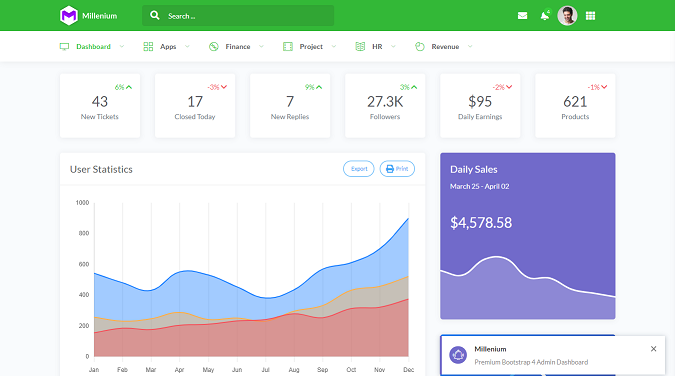 Millenium
Search ...
4
Dashboard
Apps
Finance
Project
HR
Revenue
6%
43
New Tickets
-3%
17
Closed Today
9%
7
New Replies
3%
27.3K
Followers
-2%
$95
Daily Earnings
-1%
621
Products
User Statistics
Export
Print
1000
800
600
400
200
0
Jan Feb Mar Apr May Jun Jul Aug Sep Oct Nov Dec
Daily Sales
March 25 - April 02
$4,578.58
Millenium
Premium Bootstrap 4 Admin Dashboard